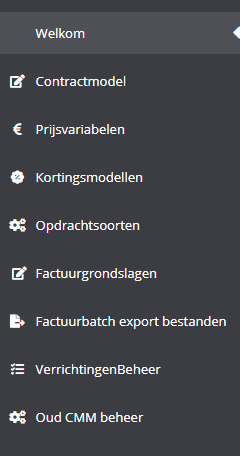 Welkom
Contractmodel
Prijsvariabelen
Kortingsmodellen
Opdrachtsoorten
Factuurgrondslagen
Factuurbatch export bestanden
VerrichtingenBeheer
Oud CMM beheer